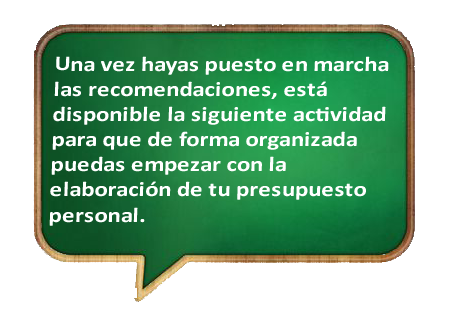 Una vez hayas puesto en marcha
las recomendaciones, está
disponible la siguiente actividad
para que de forma organizada
puedas empezar con la
elaboración de tu presupuesto
personal.